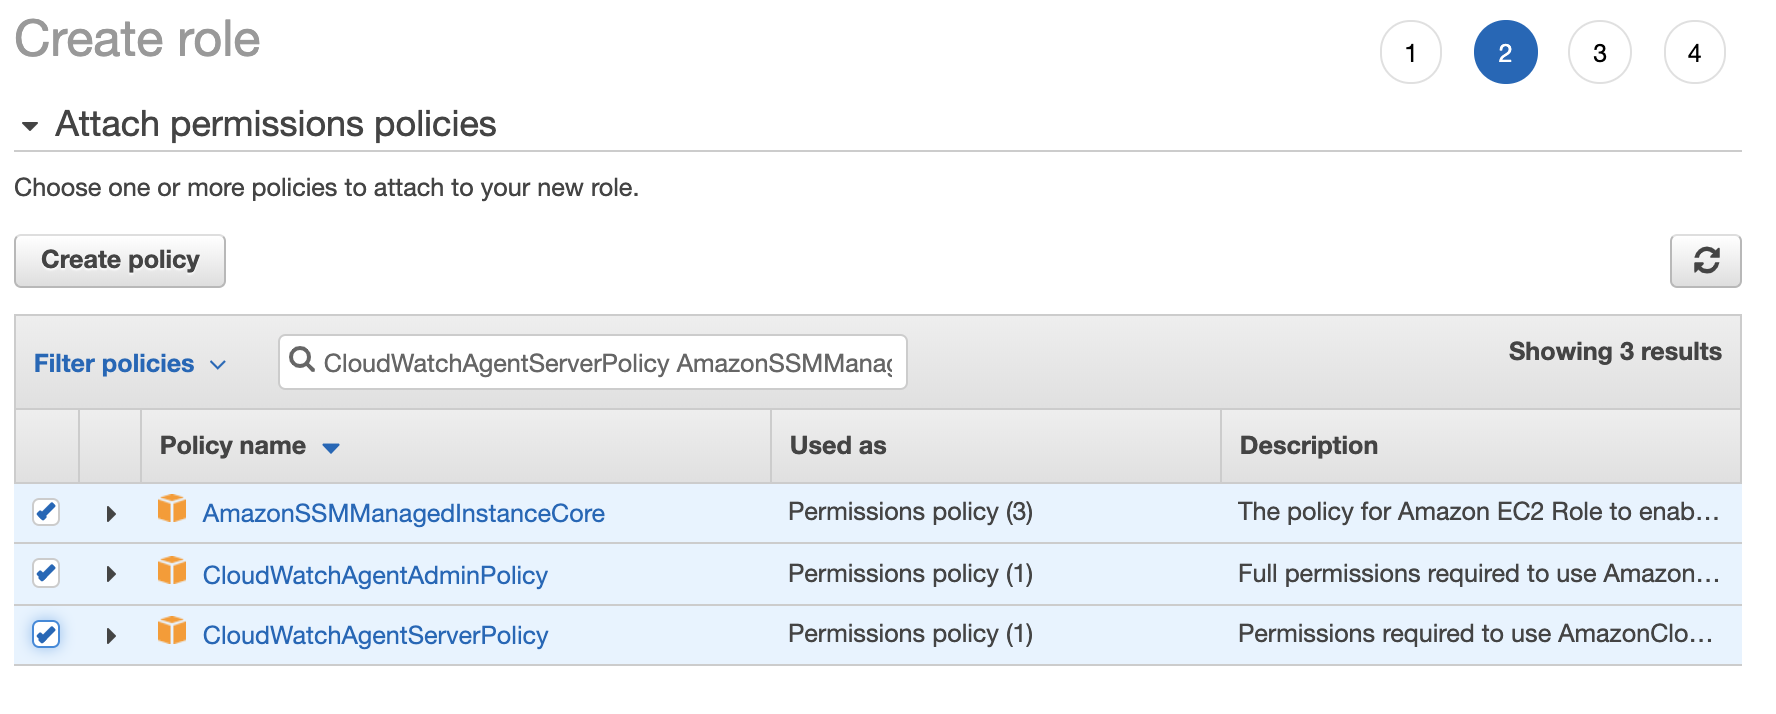 Create role
1 2 3 4
Attach permissions policies
Choose one or more policies to attach to your new role.
Create policy
Filter policies
CloudWatchAgentServerPolicy AmazonSSMManag
Showing 3 results
Policy name Used as Description
AmazonSSMManagedInstanceCore Permissions policy (3) The policy for Amazon EC2 Role to enab...
CloudWatchAgentAdminPolicy Permissions policy (1) Full permissions required to use Amazon...
CloudWatchAgentServerPolicy Permissions policy (1) Permissions required to use AmazonClo...